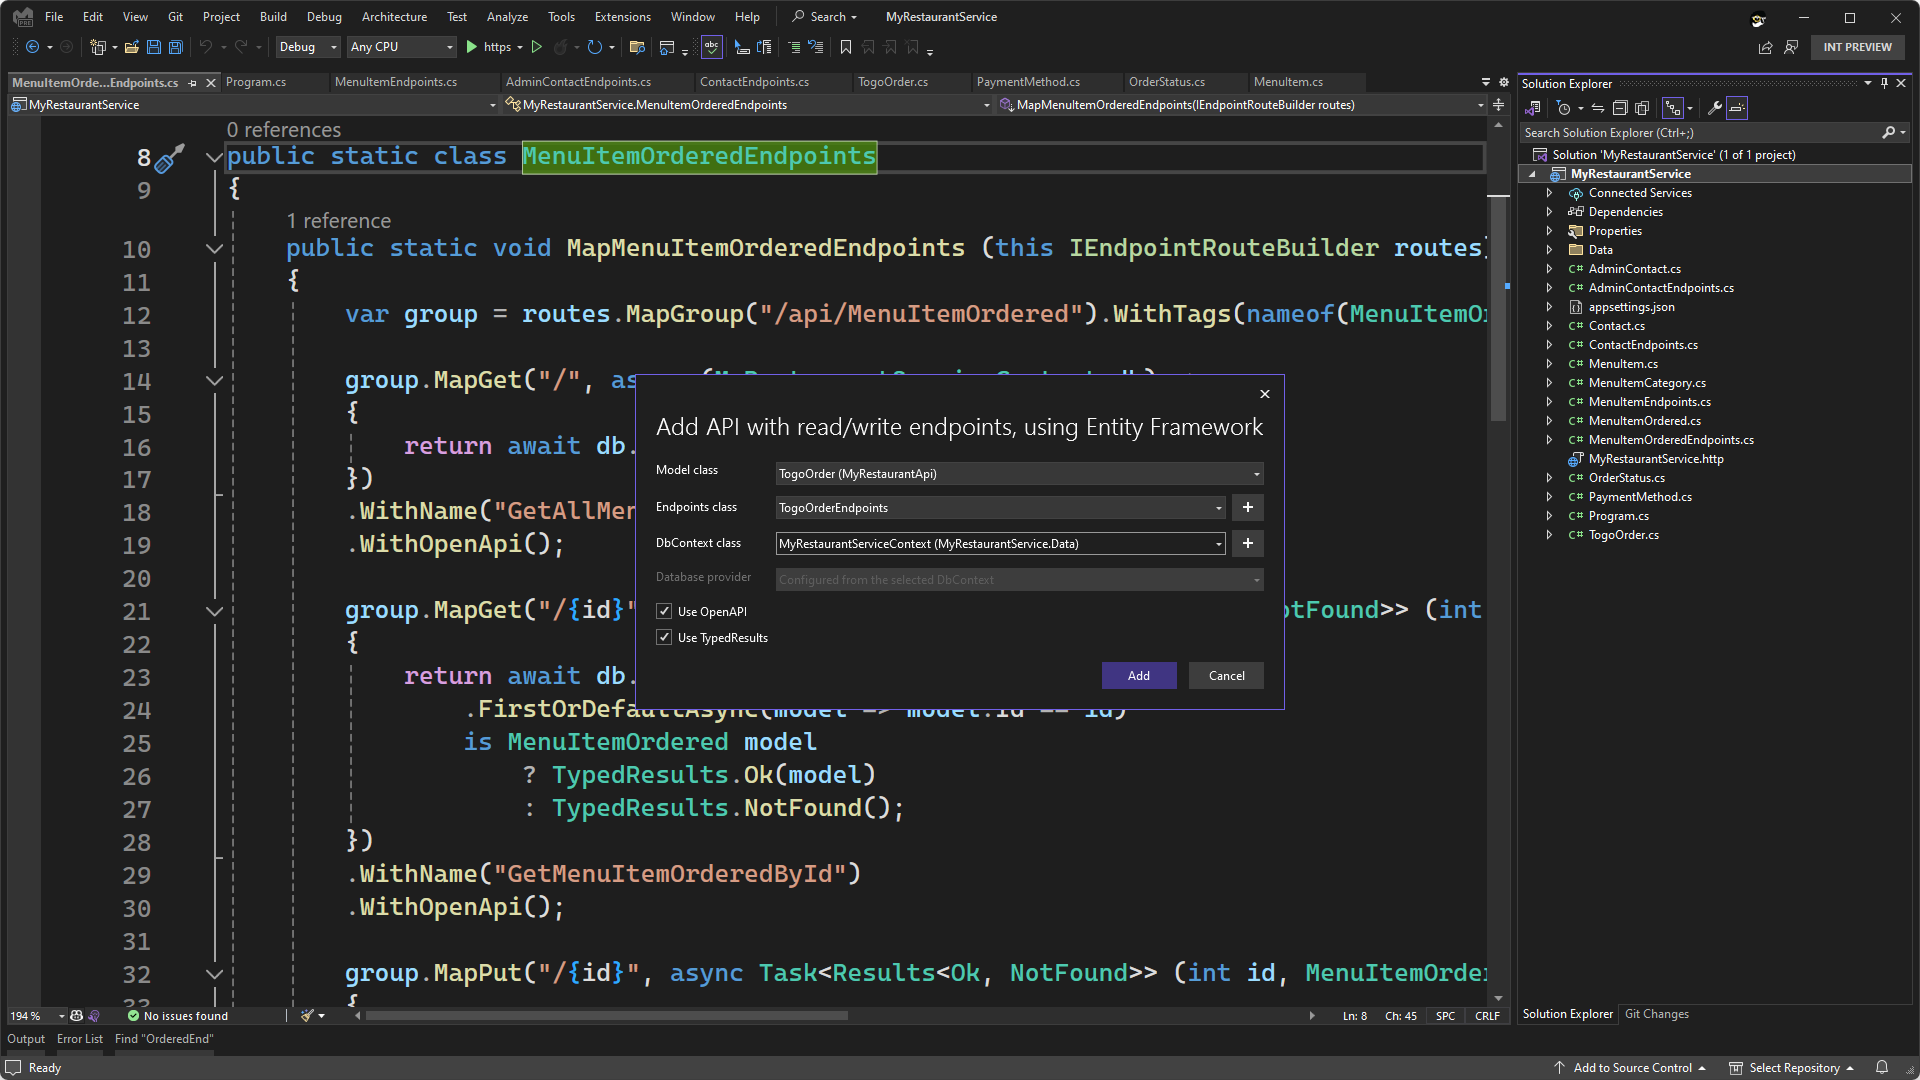 File Edit View Git Project Build Debug Architecture Test Analyze Tools Extensions Window Help Search MyRestaurantService
Debug Any CPU https INT PREVIEW
MenuItemOrde...Endpoints.cs Program.cs MenuItemEndpoints.cs AdminContactEndpoints.cs ContactEndpoints.cs TogoOrder.cs PaymentMethod.cs OrderStatus.cs MenuItem.cs
MyRestaurantService MyRestaurantService.MenuItemOrderedEndpoints MapMenuItemOrderedEndpoints(IEndpointRouteBuilder routes)
0 references
8 public static class MenuItemOrderedEndpoints
9 {
1 reference
10 public static void MapMenuItemOrderedEndpoints (this IEndpointRouteBuilder routes)
11 {
12 var group = routes.MapGroup("/api/MenuItemOrdered").WithTags(nameof(MenuItemOr
13
14 group.MapGet("/", as
15 {
16 return await db.
17 })
18 .WithName("GetAllMen
19 .WithOpenApi();
20
21 group.MapGet("/{id}" otFound>> (int
22 {
23 return await db.
24 .FirstOrDefaultAsync(model => model.id == id)
25 is MenuItemOrdered model
26 ? TypedResults.Ok(model)
27 : TypedResults.NotFound();
28 })
29 .WithName("GetMenuItemOrderedById")
30 .WithOpenApi();
31
32 group.MapPut("/{id}", async Task<Results<Ok, NotFound>> (int id, MenuItemOrder
33 {
Add API with read/write endpoints, using Entity Framework
Model class TogoOrder (MyRestaurantApi)
Endpoints class TogoOrderEndpoints
DbContext class MyRestaurantServiceContext (MyRestaurantService.Data)
Database provider Configured from the selected DbContext
Use OpenAPI
Use TypedResults
Add Cancel
Solution Explorer
Search Solution Explorer (Ctrl+;)
Solution 'MyRestaurantService' (1 of 1 project)
MyRestaurantService
Connected Services
Dependencies
Properties
Data
C# AdminContact.cs
C# AdminContactEndpoints.cs
appsettings.json
C# Contact.cs
C# ContactEndpoints.cs
C# MenuItem.cs
C# MenuItemCategory.cs
C# MenuItemEndpoints.cs
C# MenuItemOrdered.cs
C# MenuItemOrderedEndpoints.cs
MyRestaurantService.http
C# OrderStatus.cs
C# PaymentMethod.cs
C# Program.cs
C# TogoOrder.cs
Solution Explorer Git Changes
194 % No issues found Ln: 8 Ch: 45 SPC CRLF
Output Error List Find "OrderedEnd"
Ready Add to Source Control Select Repository